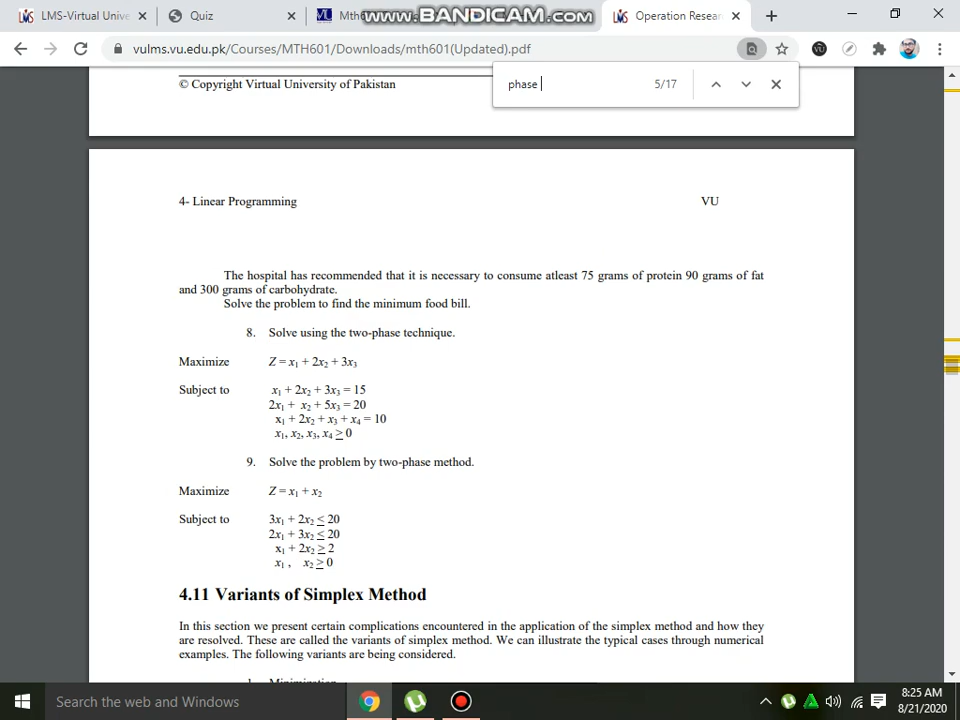 LMS-Virtual Unive
Quiz
Mth
www.BANDICAM.com
Operation Resear
vulms.vu.edu.pk/Courses/MTH601/Downloads/mth601(Updated).pdf
phase
5/17
© Copyright Virtual University of Pakistan
4- Linear Programming VU
The hospital has recommended that it is necessary to consume atleast 75 grams of protein 90 grams of fat
and 300 grams of carbohydrate.
Solve the problem to find the minimum food bill.
8. Solve using the two-phase technique.
Maximize Z = x1 + 2x2 + 3x3
Subject to x1 + 2x2 + 3x3 = 15
2x1 + x2 + 5x3 = 20
x1 + 2x2 + x3 + x4 = 10
x1, x2, x3, x4 ≥ 0
9. Solve the problem by two-phase method.
Maximize Z = x1 + x2
Subject to 3x1 + 2x2 ≤ 20
2x1 + 3x2 ≤ 20
x1 + 2x2 ≥ 2
x1 , x2 ≥ 0
4.11 Variants of Simplex Method
In this section we present certain complications encountered in the application of the simplex method and how they
are resolved. These are called the variants of simplex method. We can illustrate the typical cases through numerical
examples. The following variants are being considered.
1. Minimization
Search the web and Windows
8:25 AM
8/21/2020